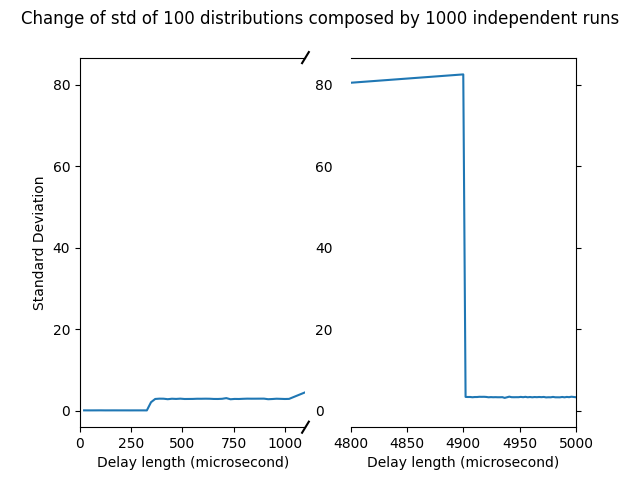 Change of std of 100 distributions composed by 1000 independent runs
80
60
40
20
0
Standard Deviation
0 250 500 750 1000
Delay length (microsecond)
80
60
40
20
0
4800 4850 4900 4950 5000
Delay length (microsecond)